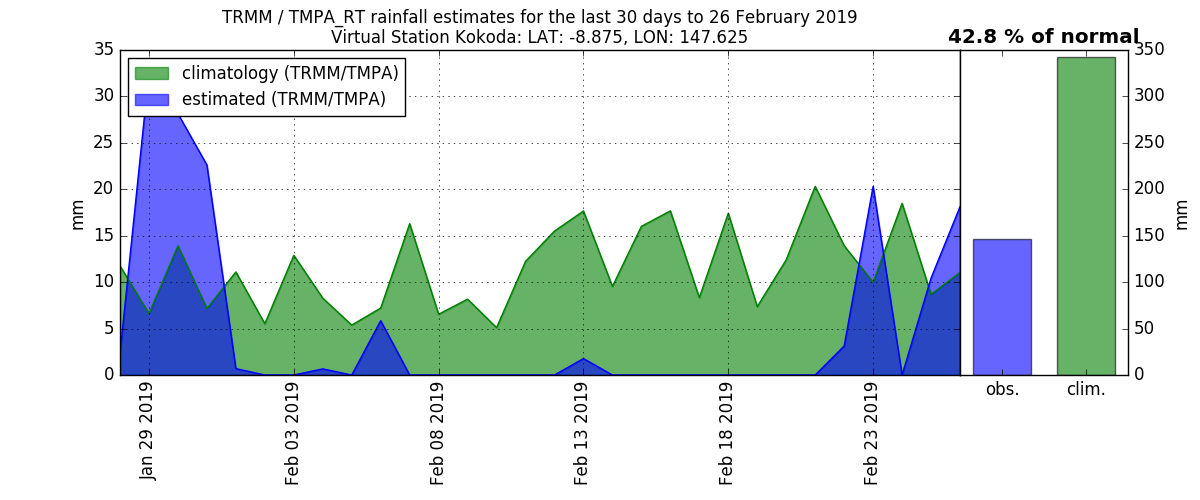 TRMM / TMPA_RT rainfall estimates for the last 30 days to 26 February 2019
Virtual Station Kokoda: LAT: -8.875, LON: 147.625
42.8 % of normal
climatology (TRMM/TMPA)
estimated (TRMM/TMPA)
35
30
25
20
15
10
5
0
mm
Jan 29 2019
Feb 03 2019
Feb 08 2019
Feb 13 2019
Feb 18 2019
Feb 23 2019
obs.
clim.
350
300
250
200
150
100
50
0
mm